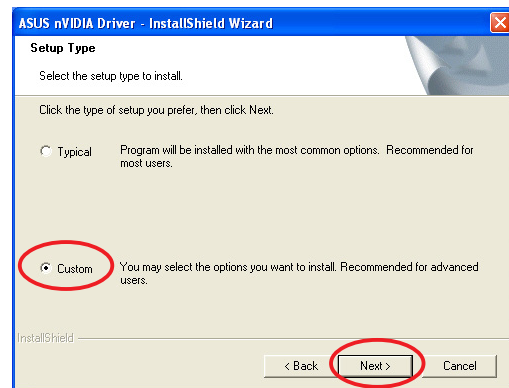 ASUS nVIDIA Driver - InstallShield Wizard
Setup Type
Select the setup type to install.
Click the type of setup you prefer, then click Next.
Typical
Program will be installed with the most common options. Recommended for
most users.
Custom
You may select the options you want to install. Recommended for advanced
users.
InstallShield
< Back
Next >
Cancel